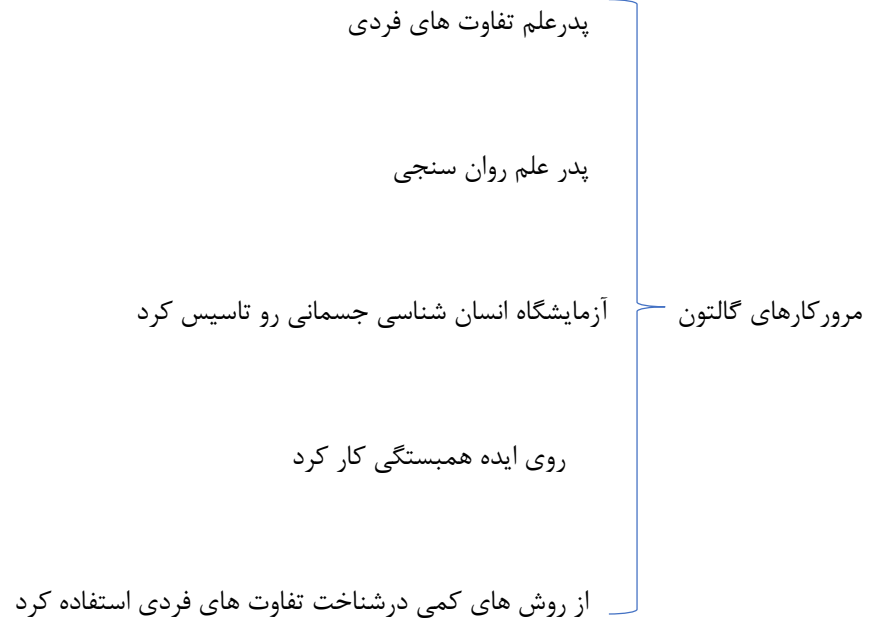 پدرعلم تفاوت های فردی
پدر علم روان سنجی
مرورکارهای گالتون
آزمایشگاه انسان شناسی جسمانی رو تاسیس کرد
روی ایده همبستگی کار کرد
از روش های کمی درشناخت تفاوت های فردی استفاده کرد